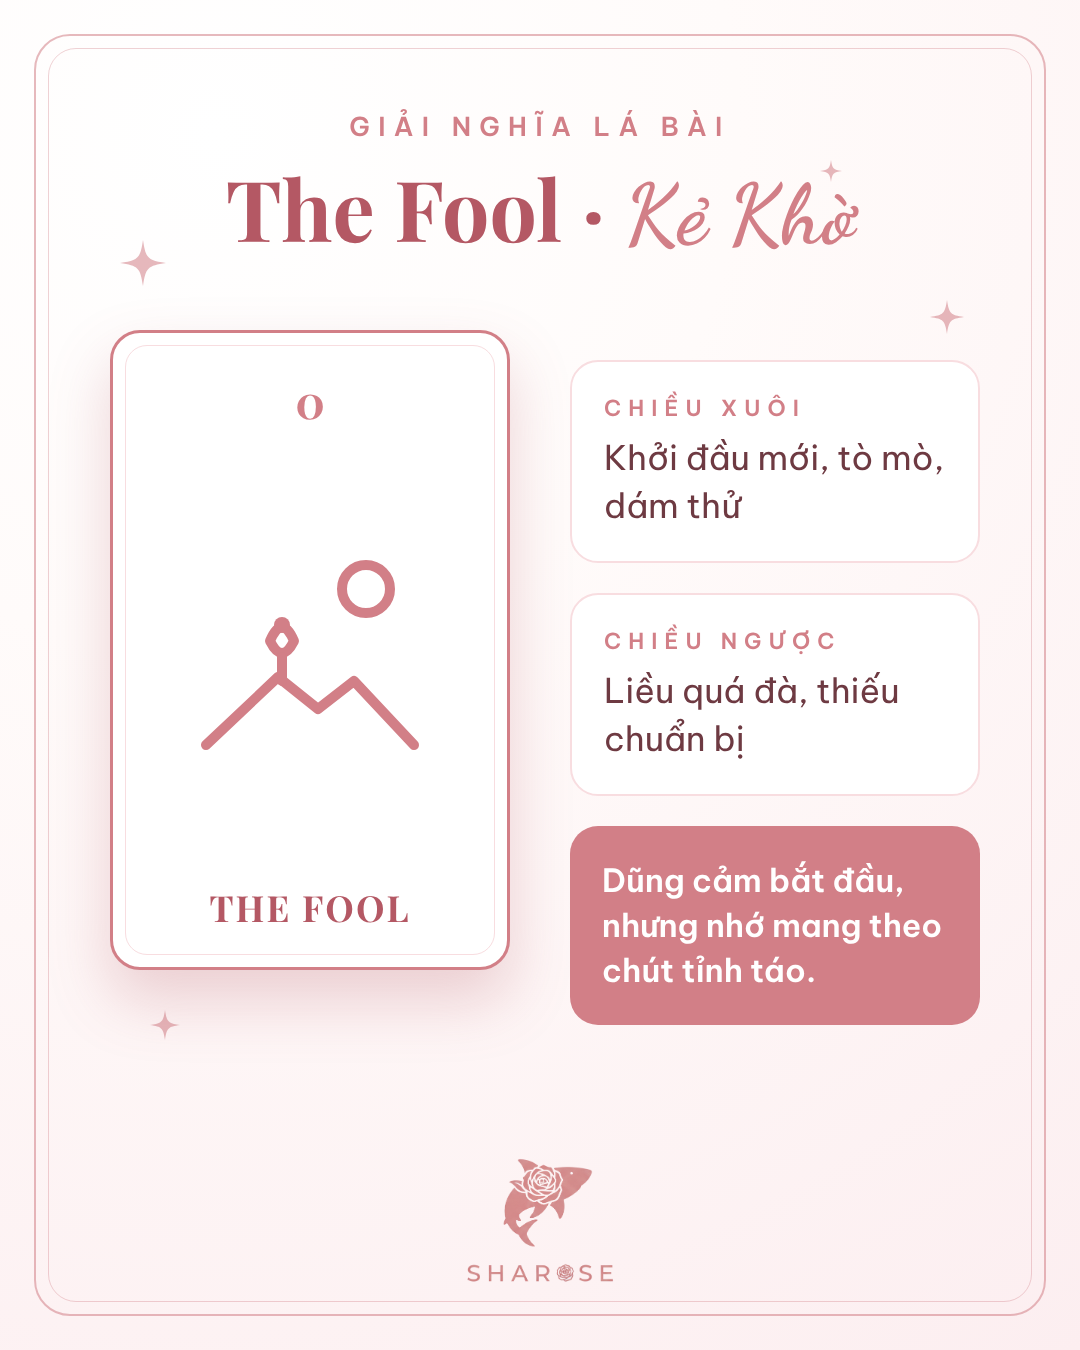 GIẢI NGHĨA LÁ BÀI
The Fool · Kẻ Khờ
0
THE FOOL
CHIỀU XUÔI
Khởi đầu mới, tò mò,
dám thử
CHIỀU NGƯỢC
Liều quá đà, thiếu
chuẩn bị
Dũng cảm bắt đầu,
nhưng nhớ mang theo
chút tỉnh táo.
SHAROSE